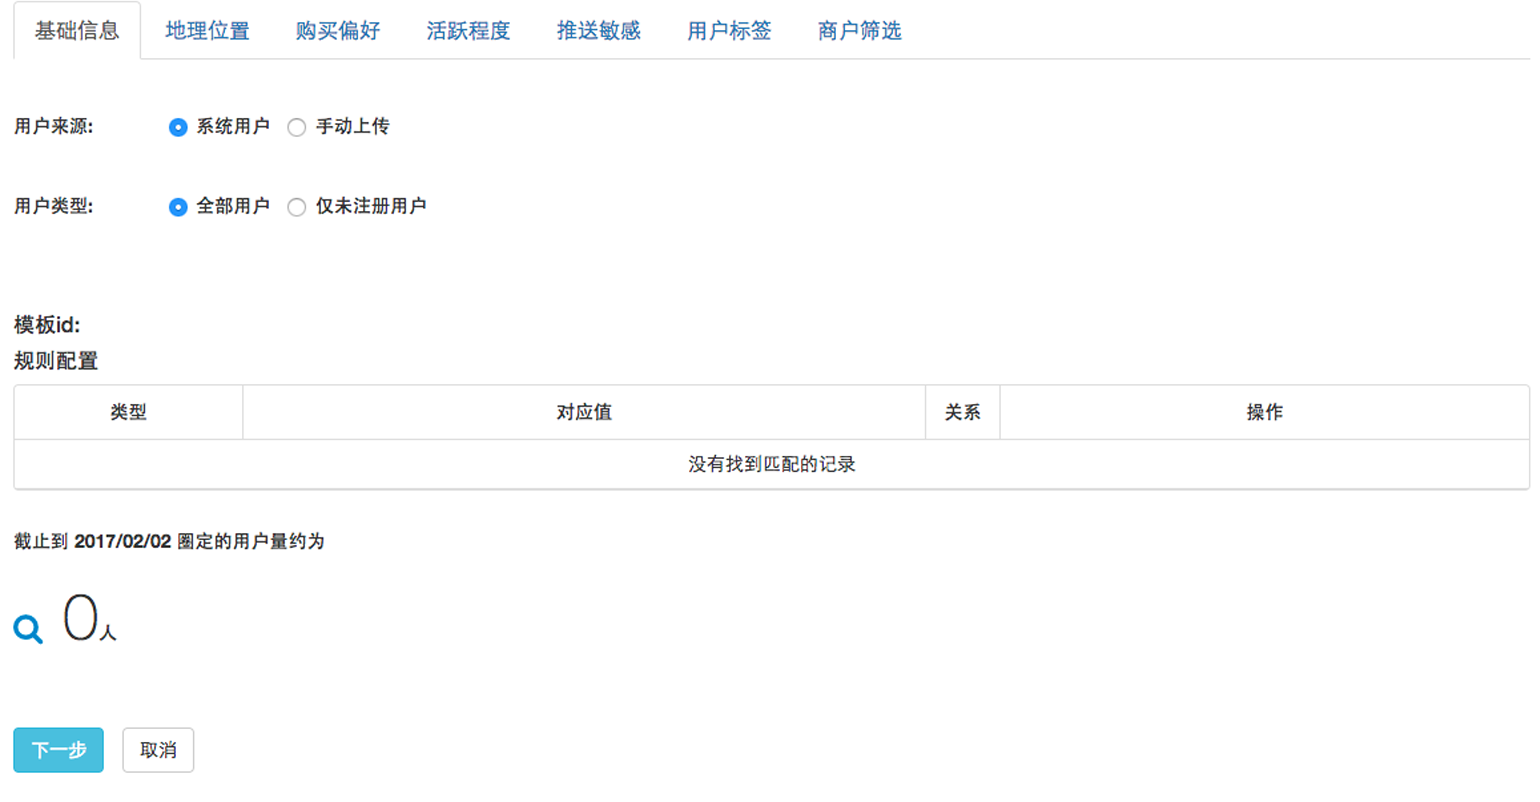 基础信息 地理位置 购买偏好 活跃程度 推送敏感 用户标签 商户筛选
用户来源: 系统用户 手动上传
用户类型: 全部用户 仅未注册用户
模板id:
规则配置
类型 对应值 关系 操作
没有找到匹配的记录
截止到 2017/02/02 圈定的用户量约为
0人
下一步 取消